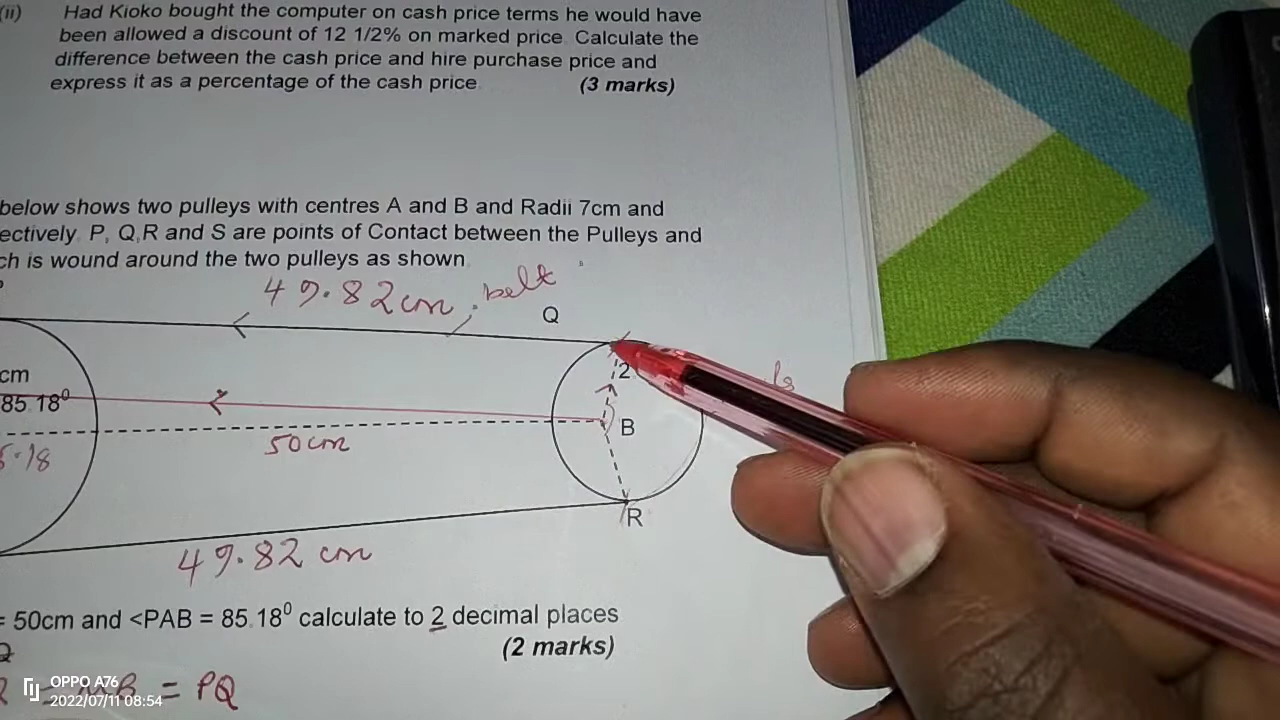 (ii) Had Kioko bought the computer on cash price terms he would have
been allowed a discount of 12 1/2% on marked price. Calculate the
difference between the cash price and hire purchase price and
express it as a percentage of the cash price
(3 marks)
below shows two pulleys with centres A and B and Radii 7cm and
ectively P, Q,R and S are points of Contact between the Pulleys and
ch is wound around the two pulleys as shown
49.82cm, belt
Q
cm
2
85.18⁰
B
50cm
R
49.82 cm
= 50cm and <PAB = 85.18⁰ calculate to 2 decimal places
(2 marks)
= MB = PQ
OPPO A76
2022/07/11 08:54